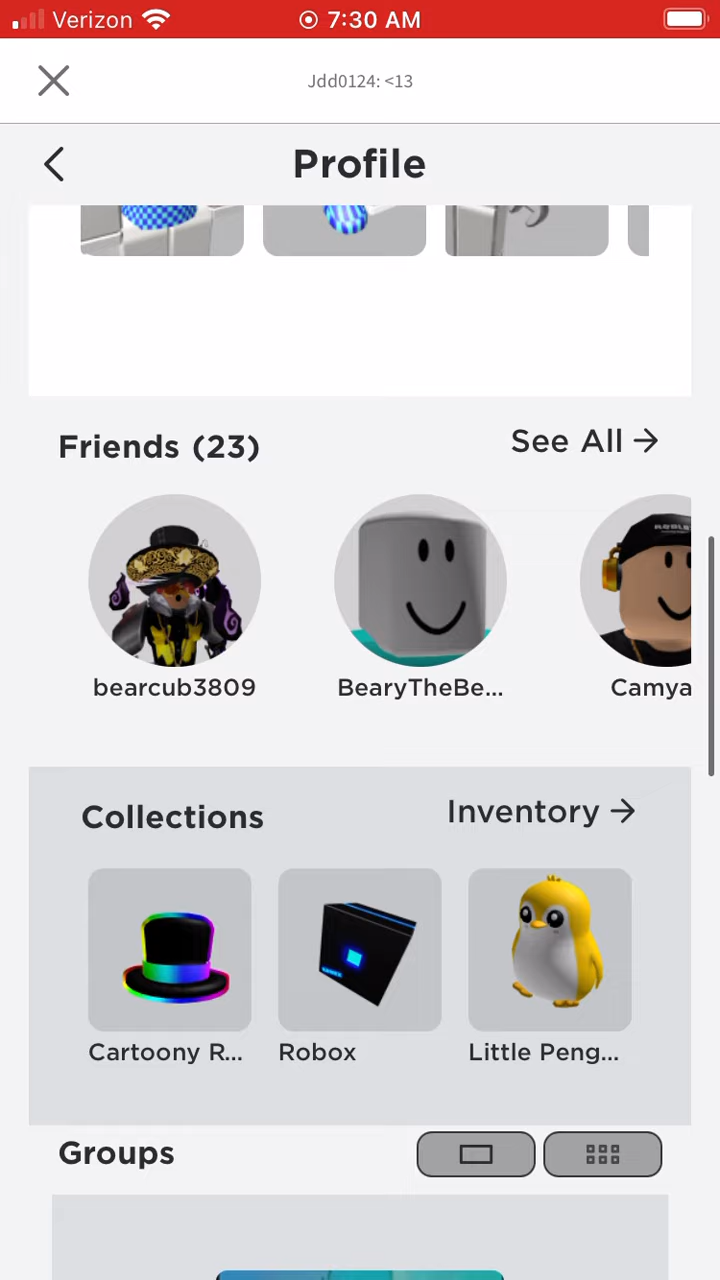 Verizon 7:30 AM
Jdd0124: <13
Profile
Friends (23) See All
bearcub3809 BearyTheBe... Camya
Collections Inventory
Cartoony R... Robox Little Peng...
Groups